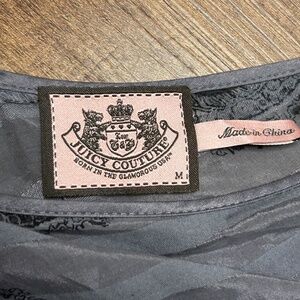 JUICY COUTURE
BORN IN THE GLAMOROUS USA
M
Made in China